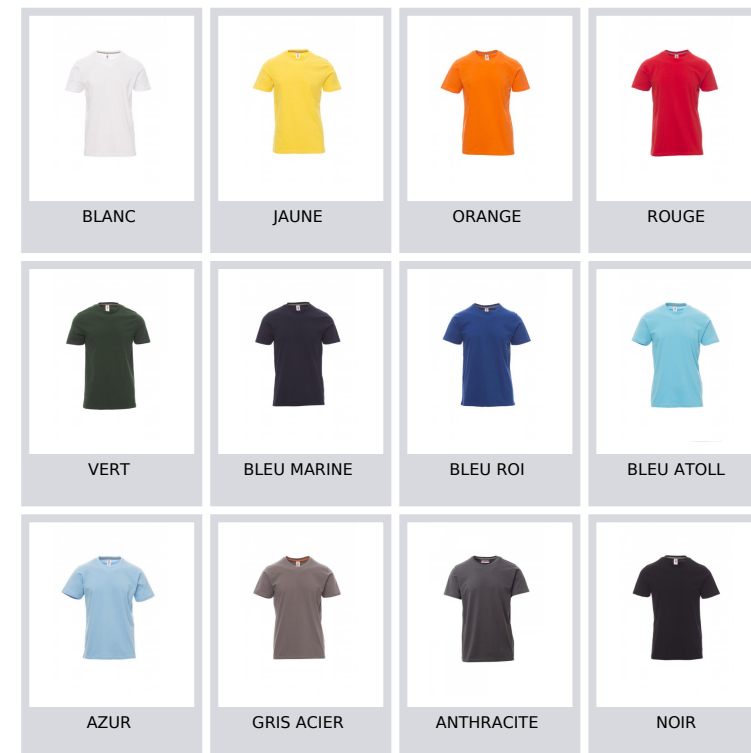 BLANC
JAUNE
ORANGE
ROUGE
VERT
BLEU MARINE
BLEU ROI
BLEU ATOLL
AZUR
GRIS ACIER
ANTHRACITE
NOIR